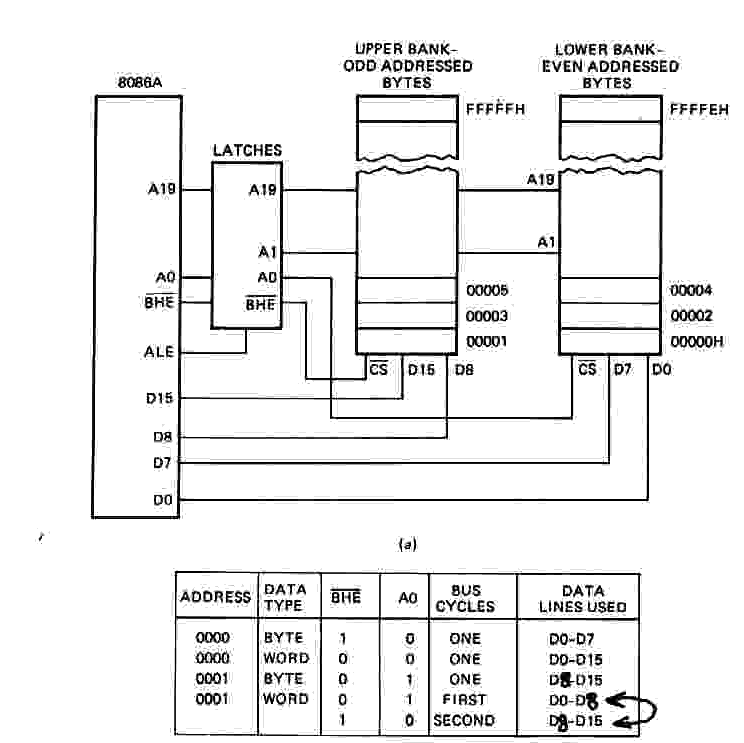 UPPER BANK-
ODD ADDRESSED
BYTES
LOWER BANK-
EVEN ADDRESSED
BYTES
8086A
FFFFFH
FFFFEH
LATCHES
A19 A19 A19
A1 A1
A0 A0
BHE BHE
00005 00004
00003 00002
00001 00000H
ALE
CS D15 D8 CS D7 D0
D15
D8
D7
D0
(a)
ADDRESS DATA TYPE BHE A0 BUS CYCLES DATA LINES USED
0000 BYTE 1 0 ONE D0-D7
0000 WORD 0 0 ONE D0-D15
0001 BYTE 0 1 ONE D8-D15
0001 WORD 0 1 FIRST D0-D8
1 0 SECOND D8-D15